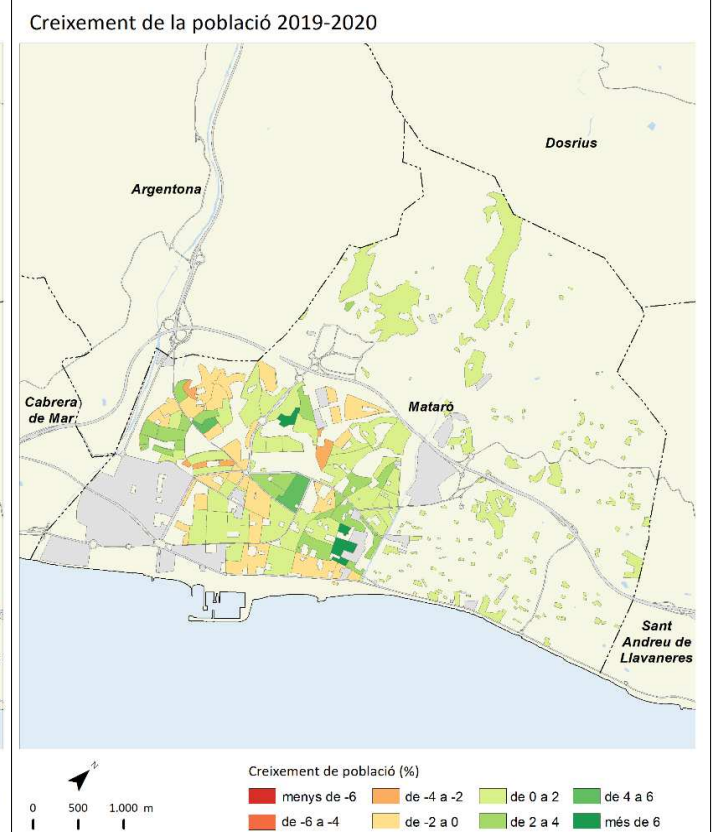 Creixement de la població 2019-2020
Dosrius
Argentona
Cabrera
de Mar
Mataró
Sant
Andreu de
Llavaneres
N
0 500 1.000 m
Creixement de població (%)
menys de -6
de -4 a -2
de 0 a 2
de 4 a 6
de -6 a -4
de -2 a 0
de 2 a 4
més de 6